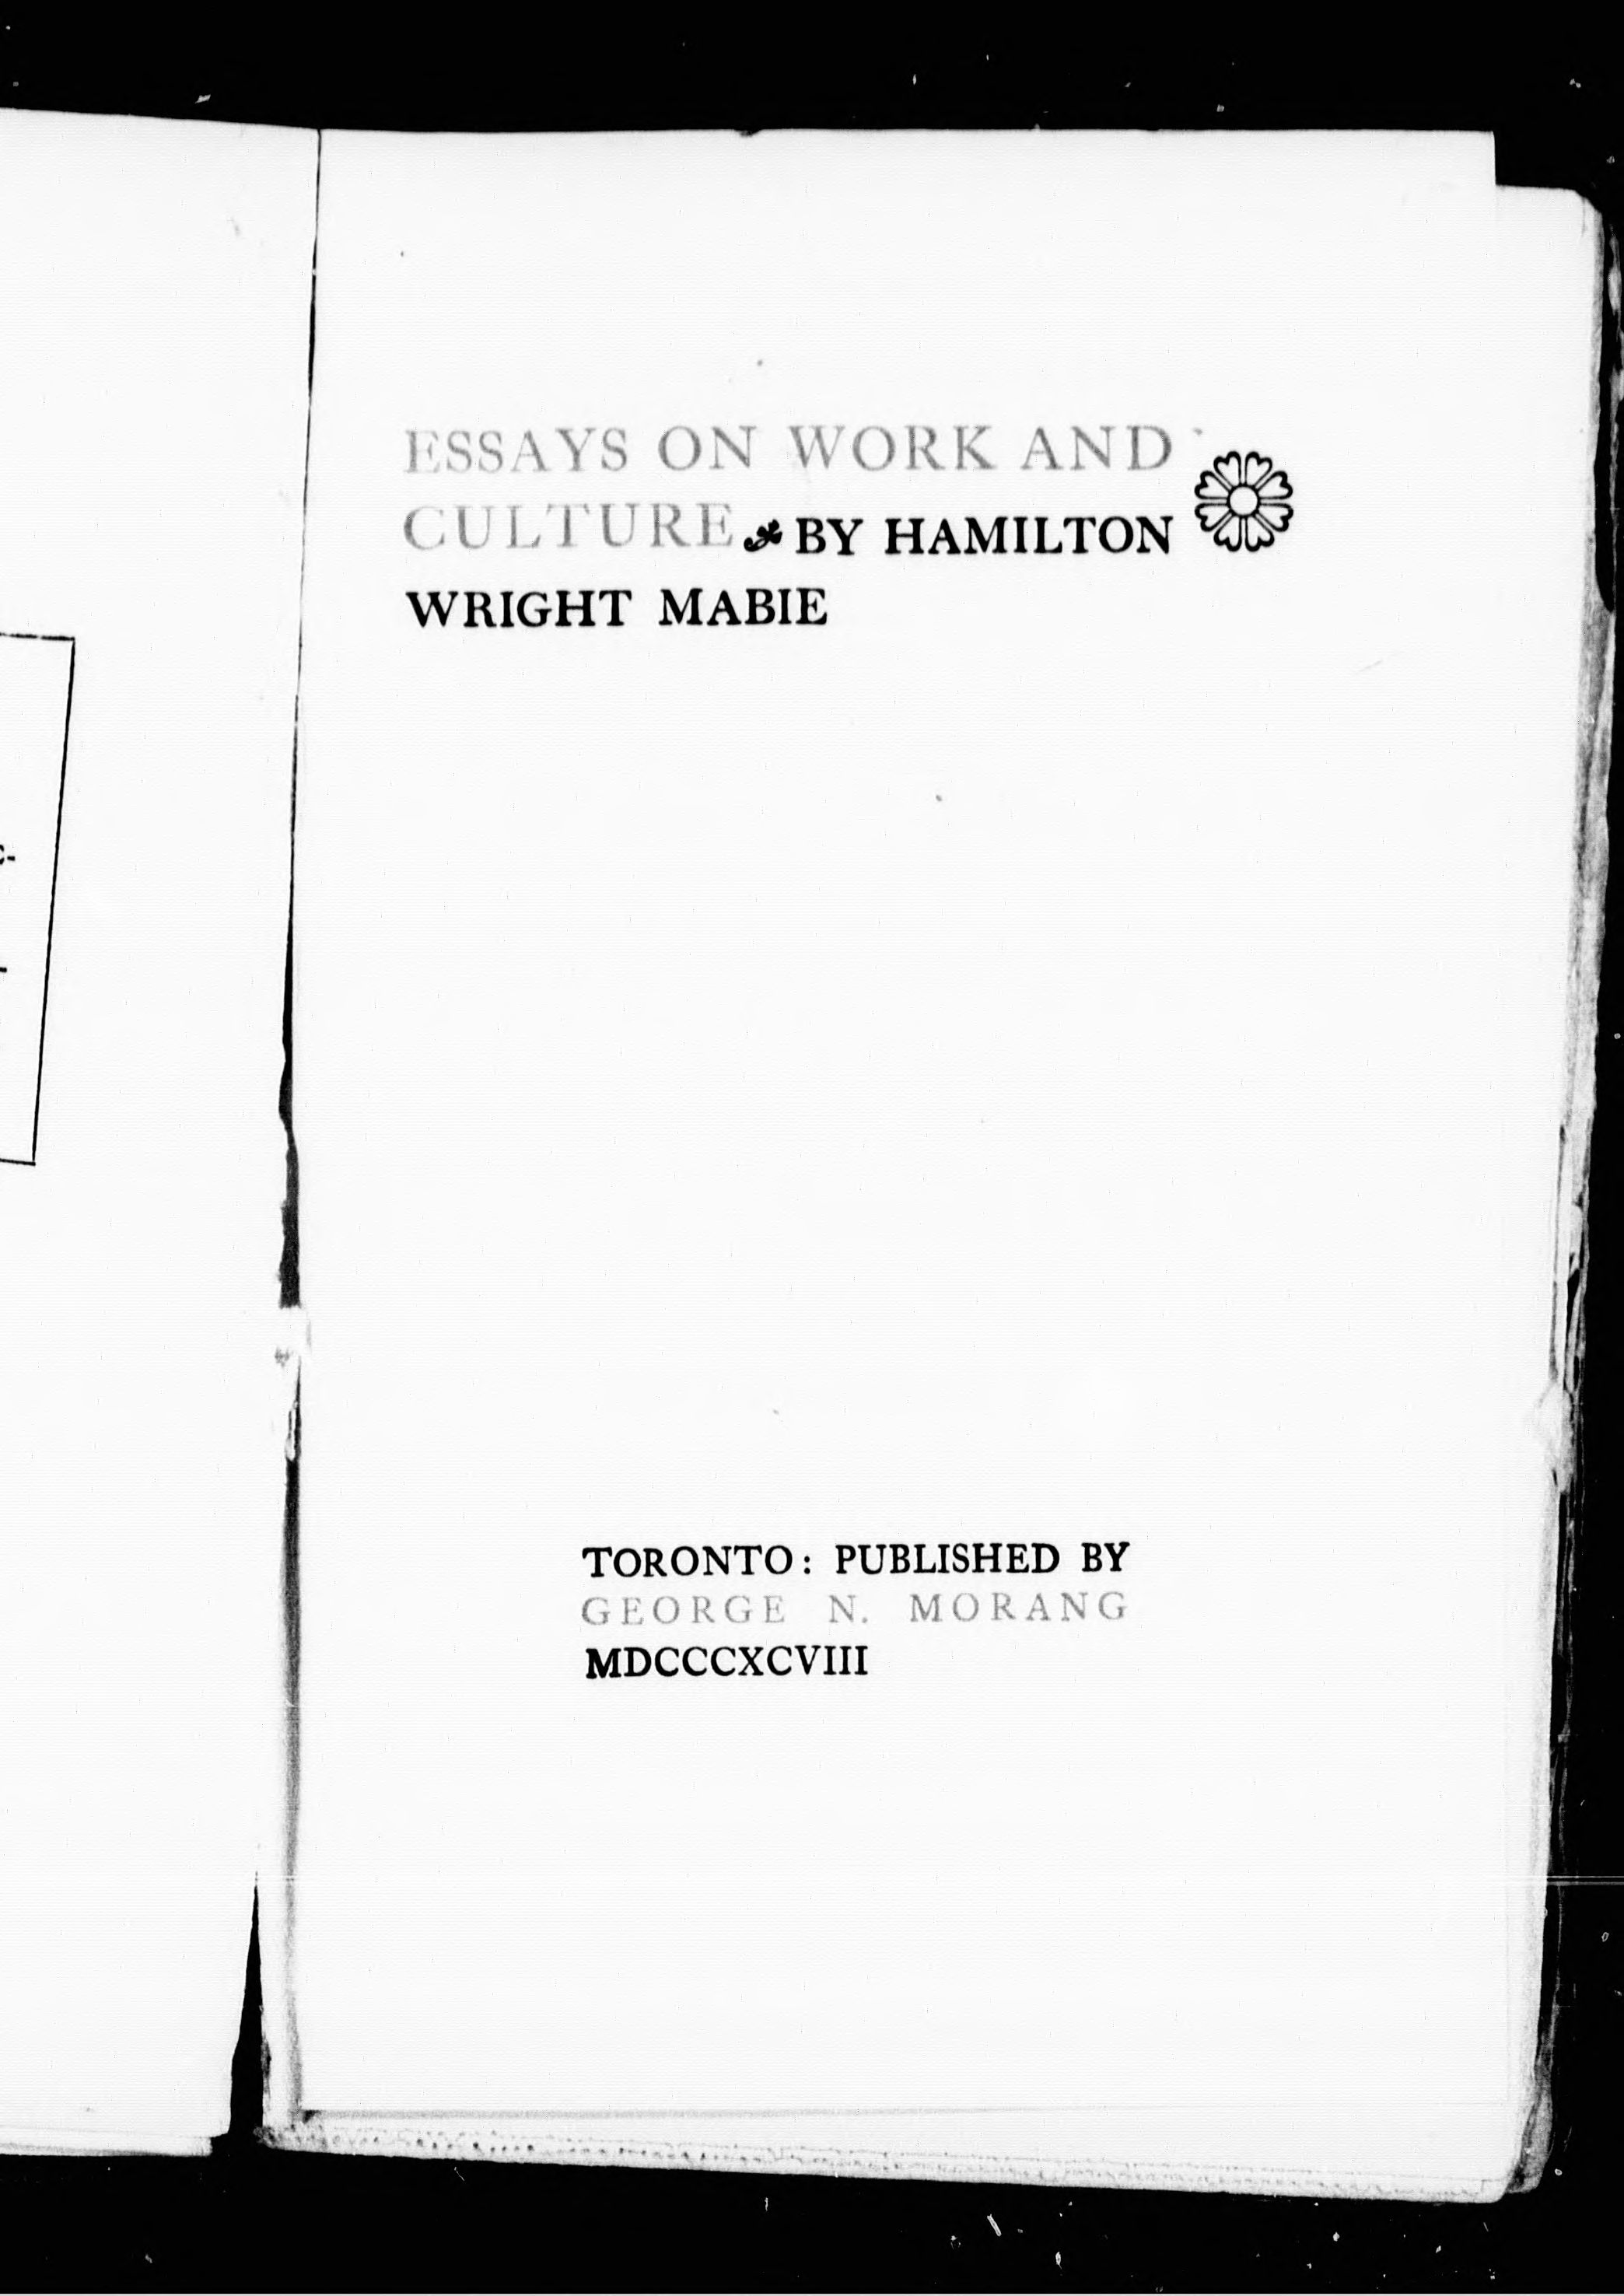 ESSAYS ON WORK AND
CULTURE BY HAMILTON
WRIGHT MABIE
TORONTO: PUBLISHED BY
GEORGE N. MORANG
MDCCCXCVIII